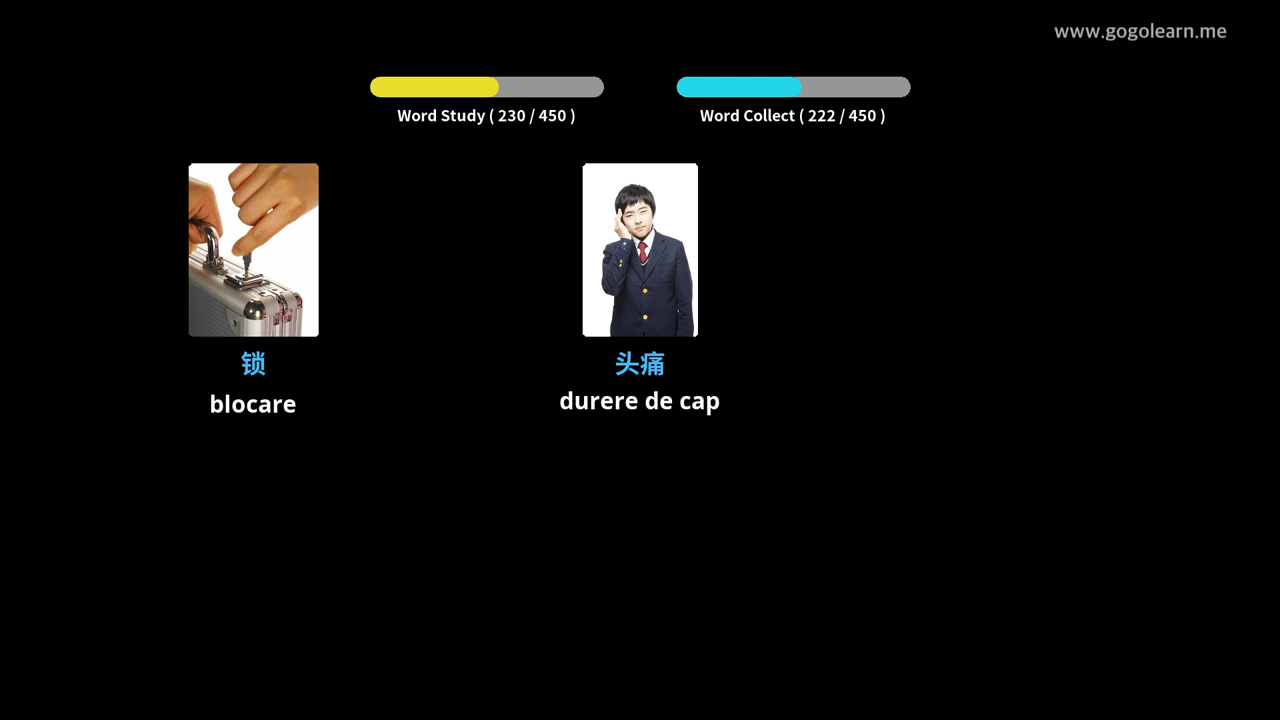 www.gogolearn.me
Word Study ( 230 / 450 )
Word Collect ( 222 / 450 )
锁
blocare
头痛
durere de cap